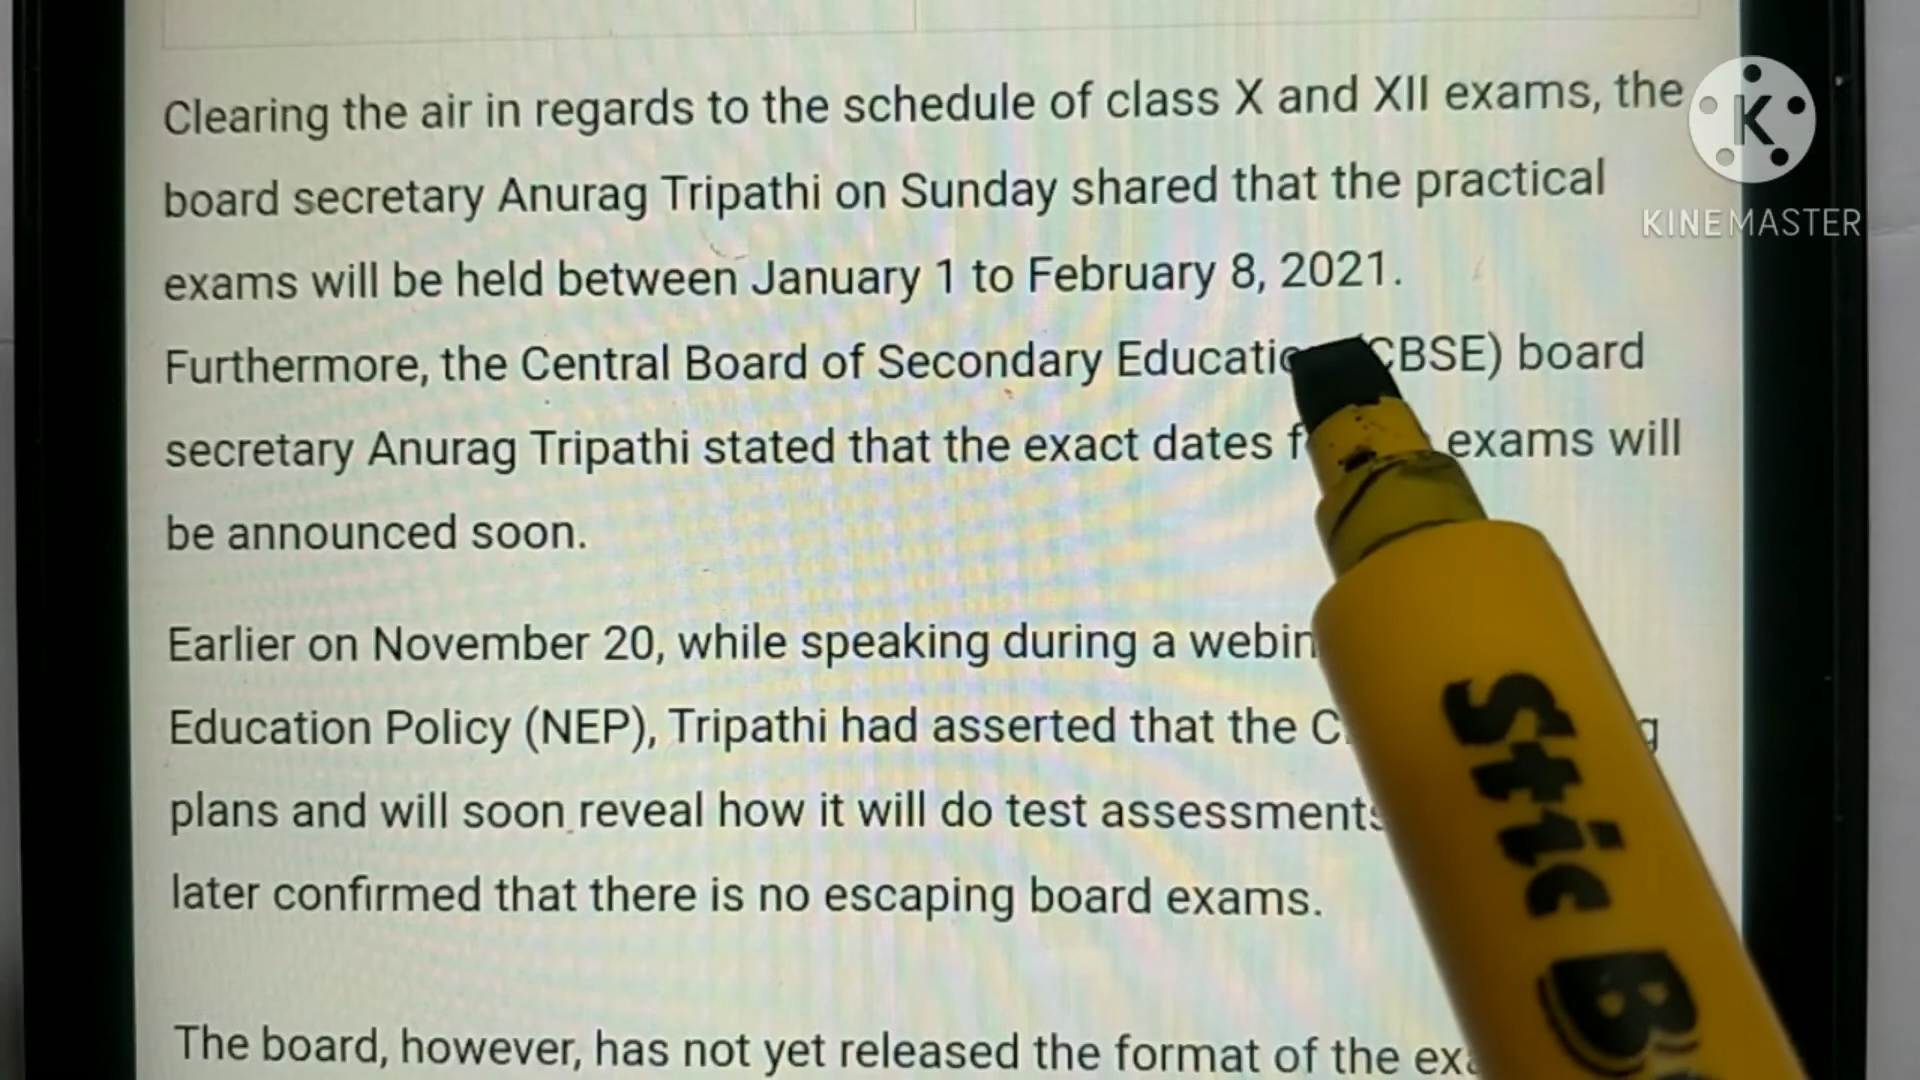 Clearing the air in regards to the schedule of class X and XII exams, the
board secretary Anurag Tripathi on Sunday shared that the practical
exams will be held between January 1 to February 8, 2021.
Furthermore, the Central Board of Secondary (CBSE) board
secretary Anurag Tripathi stated that the exact dates exams will
be announced soon.
Earlier on November 20, while speaking during a
Education Policy (NEP), Tripathi had asserted that the
plans and will soon reveal how it will do test assessments
later confirmed that there is no escaping board exams.
The board, however, has not yet released the format of the
K
KINEMASTER
Stic